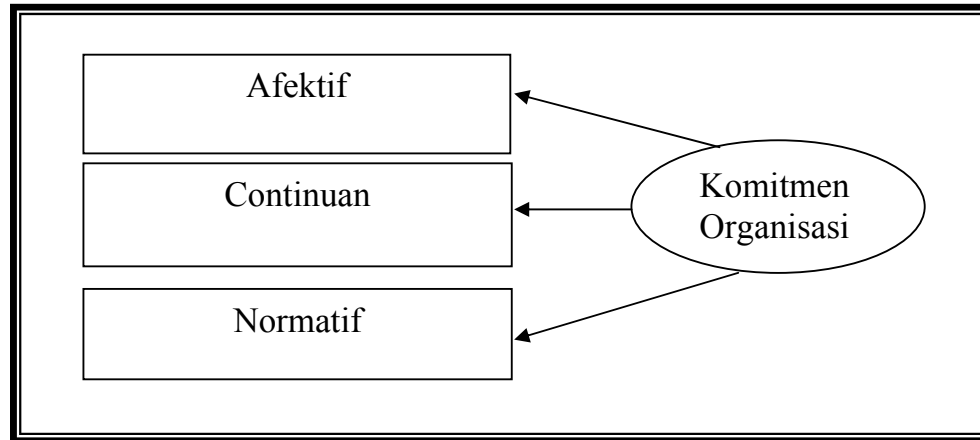 Afektif
Continuan
Normatif
Komitmen
Organisasi